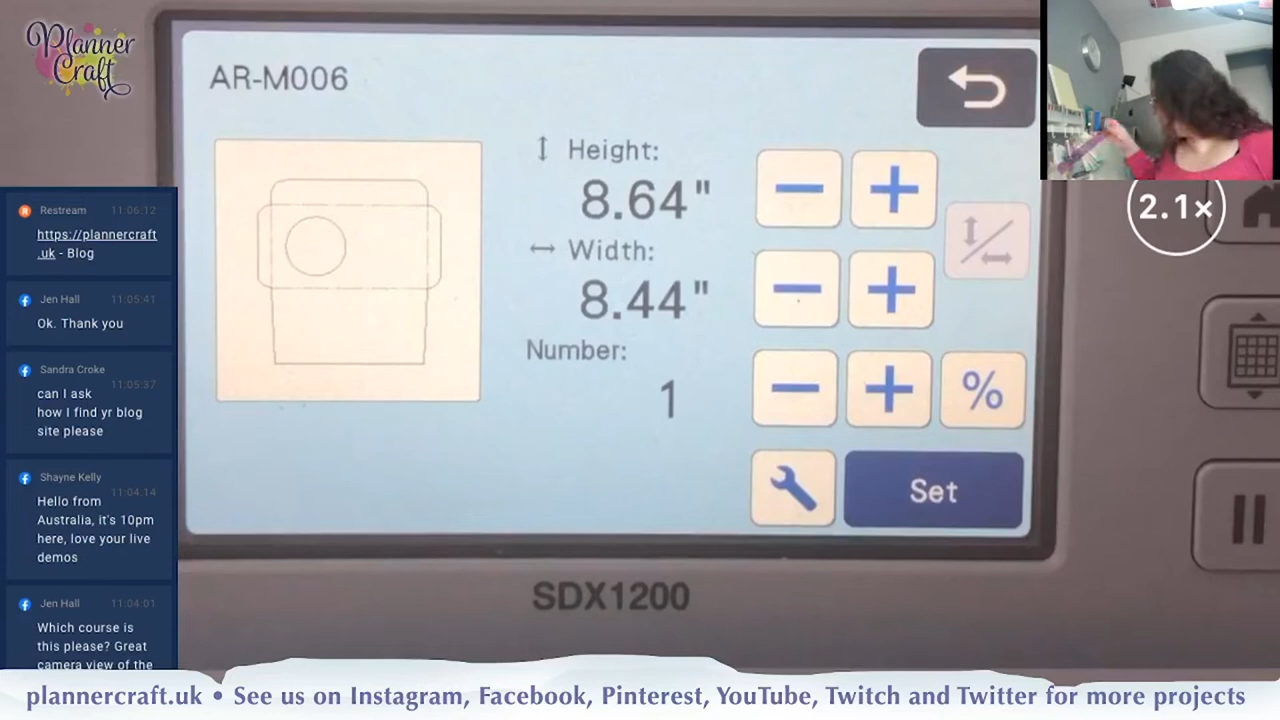 Planner
Craft
AR-M006
Height:
8.64"
Width:
8.44"
Number:
1
%
Set
2.1×
SDX1200
Restream 11:06:12
https://plannercraft
.uk - Blog
Jen Hall 11:05:41
Ok. Thank you
Sandra Croke
11:05:37
can I ask
how I find yr blog
site please
Shayne Kelly
11:04:14
Hello from
Australia, it's 10pm
here, love your live
demos
Jen Hall 11:04:01
Which course is
this please? Great
camera view of the
plannercraft.uk • See us on Instagram, Facebook, Pinterest, YouTube, Twitch and Twitter for more projects